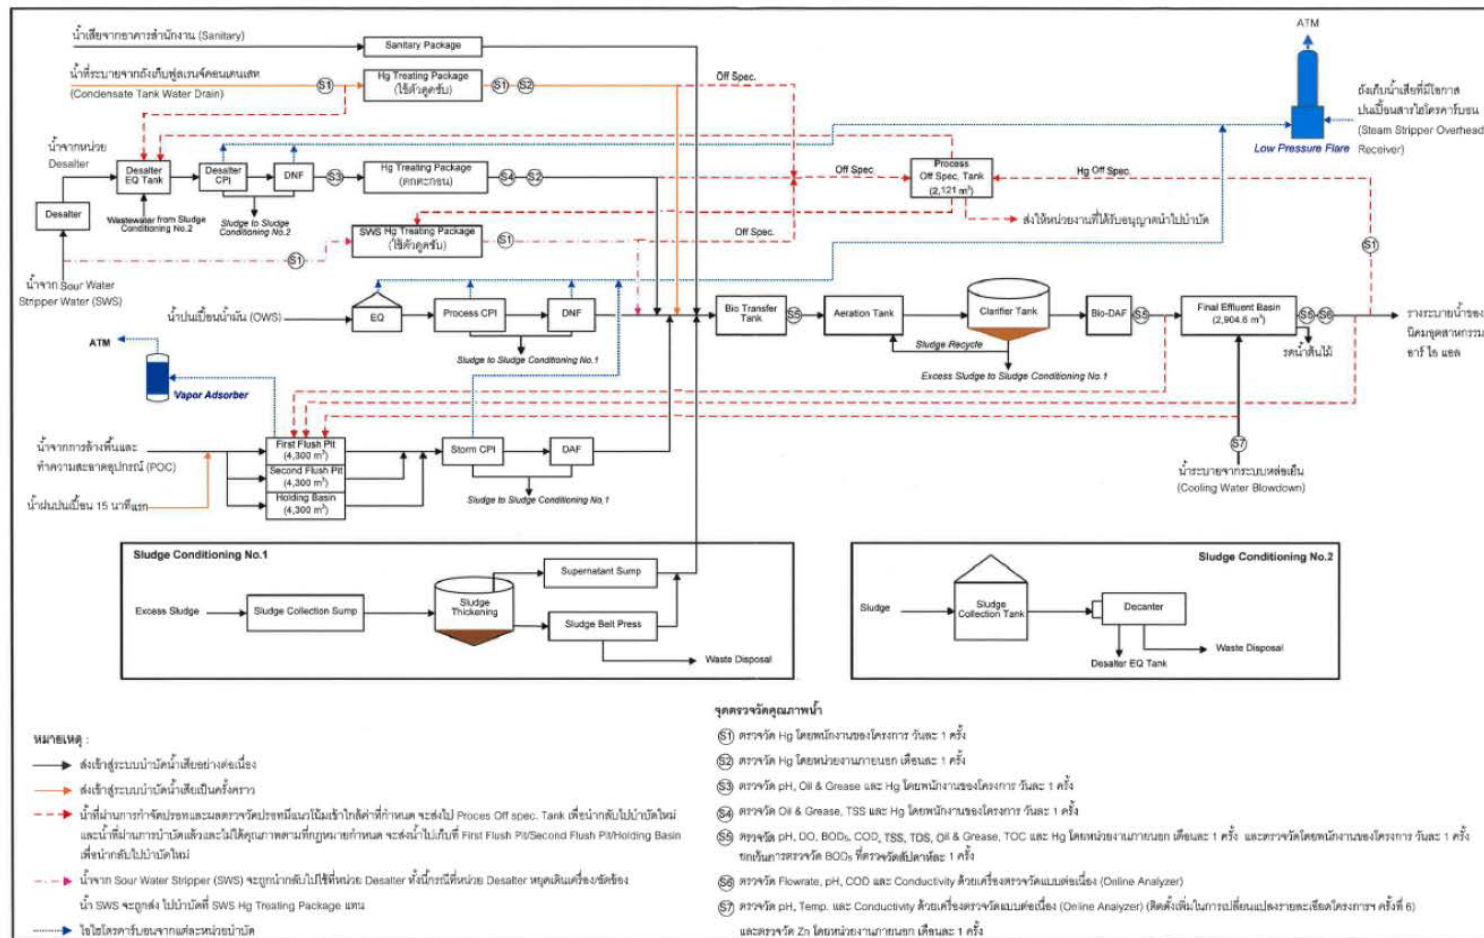 น้ำเสียจากอาคารสำนักงาน (Sanitary)
Sanitary Package
น้ำที่ระบายจากถังเก็บฟูลเรนจ์คอนเดนเสท
(Condensate Tank Water Drain)
S1
Hg Treating Package
(ใช้ตัวดูดซับ)
S1
S2
Off Spec.
ATM
ถังเก็บน้ำเสียที่มีโอกาส
ปนเปื้อนสารไฮโดรคาร์บอน
(Steam Stripper Overhead
Receiver)
Low Pressure Flare
น้ำจากหน่วย
Desalter
Desalter
EQ Tank
Desalter
CPI
DNF
S3
Hg Treating Package
(ตกตะกอน)
S4
S2
Off Spec
Process
Off Spec, Tank
(2,121 m³)
Hg Off Spec.
Desalter
Wastewater from Sludge
Conditioning No.2
Sludge to Sludge
Conditioning No.2
ส่งให้หน่วยงานที่ได้รับอนุญาตนำไปบำบัด
SWS Hg Treating Package
(ใช้ตัวดูดซับ)
S1
Off Spec.
S1
S1
น้ำจาก Sour Water
Stripper Water (SWS)
น้ำปนเปื้อนน้ำมัน (OWS)
EQ
Process CPI
DNF
Sludge to Sludge Conditioning No.1
Bio Transfer
Tank
S5
Aeration Tank
Clarifier Tank
Bio-DAF
S5
Final Effluent Basin
(2,904.6 m³)
S5
S6
รางระบายน้ำของ
นิคมอุตสาหกรรม
อาร์ ไอ แอล
รดน้ำต้นไม้
Sludge Recycle
Excess Sludge to Sludge Conditioning No.1
ATM
Vapor Adsorber
น้ำจากการล้างพื้นและ
ทำความสะอาดอุปกรณ์ (POC)
น้ำฝนปนเปื้อน 15 นาทีแรก
First Flush Pit
(4,300 m³)
Second Flush Pit
(4,300 m³)
Holding Basin
(4,300 m³)
Storm CPI
DAF
Sludge to Sludge Conditioning No.1
S7
น้ำระบายจากระบบหล่อเย็น
(Cooling Water Blowdown)
Sludge Conditioning No.1
Excess Sludge
Sludge Collection Sump
Sludge
Thickening
Supernatant Sump
Sludge Belt Press
Waste Disposal
Sludge Conditioning No.2
Sludge
Sludge
Collection Tank
Decanter
Desalter EQ Tank
Waste Disposal
หมายเหตุ :
ส่งเข้าสู่ระบบบำบัดน้ำเสียอย่างต่อเนื่อง
ส่งเข้าสู่ระบบบำบัดน้ำเสียเป็นครั้งคราว
น้ำที่ผ่านการกำจัดปรอทและผลตรวจวัดปรอทมีแนวโน้มเข้าใกล้ค่าที่กำหนด จะส่งไป Proces Off spec. Tank เพื่อนำกลับไปบำบัดใหม่
และน้ำที่ผ่านการบำบัดแล้วและไม่ได้คุณภาพตามที่กฎหมายกำหนด จะส่งน้ำไปเก็บที่ First Flush Pit/Second Flush Pit/Holding Basin
เพื่อนำกลับไปบำบัดใหม่
น้ำจาก Sour Water Stripper (SWS) จะถูกนำกลับไปใช้ที่หน่วย Desalter ทั้งนี้กรณีที่หน่วย Desalter หยุดเดินเครื่อง/ขัดข้อง
น้ำ SWS จะถูกส่ง ไปบำบัดที่ SWS Hg Treating Package แทน
ไอไฮโดรคาร์บอนจากแต่ละหน่วยบำบัด
จุดตรวจวัดคุณภาพน้ำ
S1 ตรวจวัด Hg โดยพนักงานของโครงการ วันละ 1 ครั้ง
S2 ตรวจวัด Hg โดยหน่วยงานภายนอก เดือนละ 1 ครั้ง
S3 ตรวจวัด pH, Oil & Grease และ Hg โดยพนักงานของโครงการ วันละ 1 ครั้ง
S4 ตรวจวัด Oil & Grease, TSS และ Hg โดยพนักงานของโครงการ วันละ 1 ครั้ง
S5 ตรวจวัด pH, DO, BOD₅, COD, TSS, TDS, Oil & Grease, TOC และ Hg โดยหน่วยงานภายนอก เดือนละ 1 ครั้ง และตรวจวัดโดยพนักงานของโครงการ วันละ 1 ครั้ง
ยกเว้นการตรวจวัด BOD₅ ที่ตรวจวัดสัปดาห์ละ 1 ครั้ง
S6 ตรวจวัด Flowrate, pH, COD และ Conductivity ด้วยเครื่องตรวจวัดแบบต่อเนื่อง (Online Analyzer)
S7 ตรวจวัด pH, Temp. และ Conductivity ด้วยเครื่องตรวจวัดแบบต่อเนื่อง (Online Analyzer) (ติดตั้งเพิ่มในการเปลี่ยนแปลงรายละเอียดโครงการฯ ครั้งที่ 6)
และตรวจวัด Zn โดยหน่วยงานภายนอก เดือนละ 1 ครั้ง